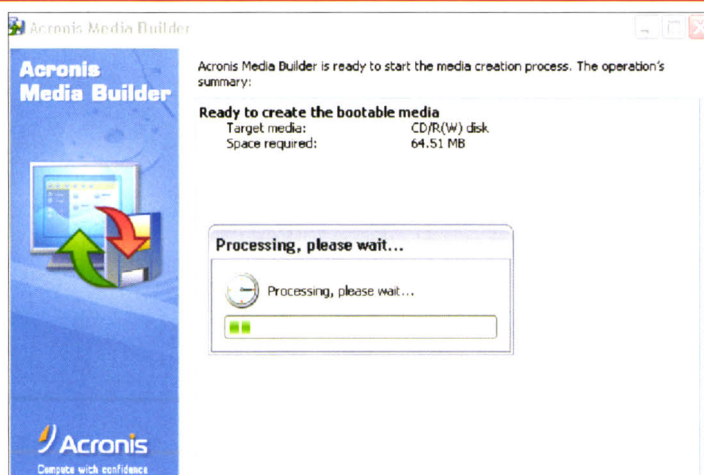 Acronis Media Builder
Acronis
Media Builder
Acronis Media Builder is ready to start the media creation process. The operation's
summary:
Ready to create the bootable media
Target media: CD/R(W) disk
Space required: 64.51 MB
Processing, please wait...
Processing, please wait...
Acronis
Compute with confidence